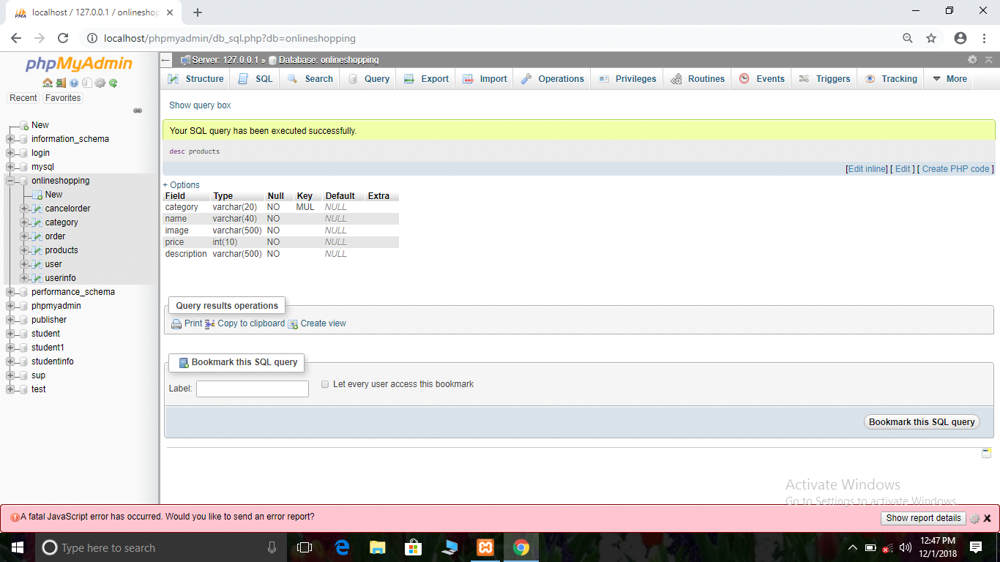 localhost / 127.0.0.1 / onlineshop
localhost/phpmyadmin/db_sql.php?db=onlineshopping
phpMyAdmin
Recent Favorites
New
information_schema
login
mysql
onlineshopping
New
cancelorder
category
order
products
user
userinfo
performance_schema
phpmyadmin
publisher
student
student1
studentinfo
sup
test
Server: 127.0.0.1 » Database: onlineshopping
Structure SQL Search Query Export Import Operations Privileges Routines Events Triggers Tracking More
Show query box
Your SQL query has been executed successfully.
desc products
[Edit inline] [ Edit ] [ Create PHP code ]
+ Options
Field Type Null Key Default Extra
category varchar(20) NO MUL NULL
name varchar(40) NO NULL
image varchar(500) NO NULL
price int(10) NO NULL
description varchar(500) NO NULL
Query results operations
Print Copy to clipboard Create view
Bookmark this SQL query
Label: Let every user access this bookmark
Bookmark this SQL query
Activate Windows
Go to Settings to activate Windows.
A fatal JavaScript error has occurred. Would you like to send an error report?
Show report details
Type here to search
12:47 PM
12/1/2018